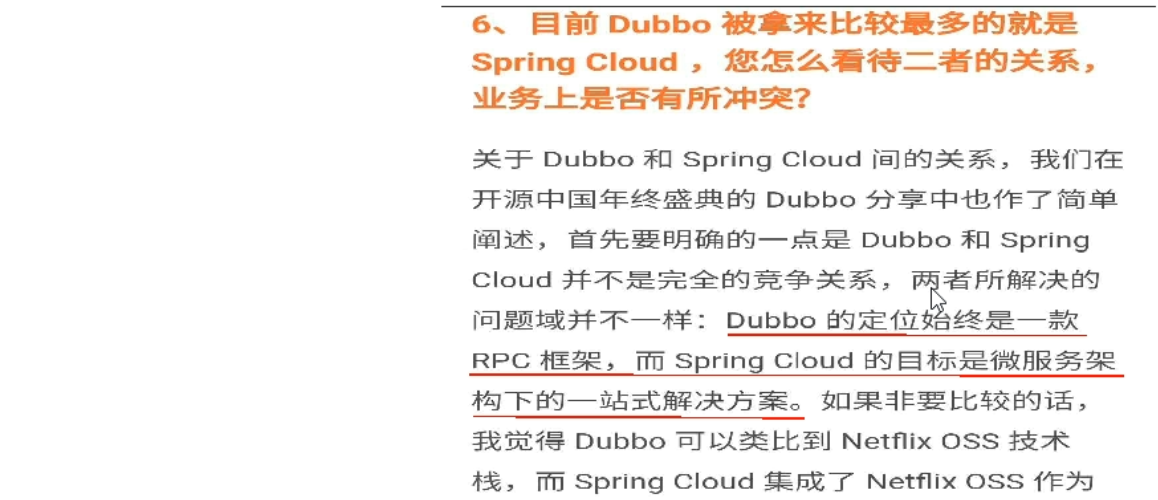 6、目前 Dubbo 被拿来比较最多的就是
Spring Cloud ，您怎么看待二者的关系，
业务上是否有所冲突？
关于 Dubbo 和 Spring Cloud 间的关系，我们在
开源中国年终盛典的 Dubbo 分享中也作了简单
阐述，首先要明确的一点是 Dubbo 和 Spring
Cloud 并不是完全的竞争关系，两者所解决的
问题域并不一样：Dubbo 的定位始终是一款
RPC 框架，而 Spring Cloud 的目标是微服务架
构下的一站式解决方案。如果非要比较的话，
我觉得 Dubbo 可以类比到 Netflix OSS 技术
栈，而 Spring Cloud 集成了 Netflix OSS 作为